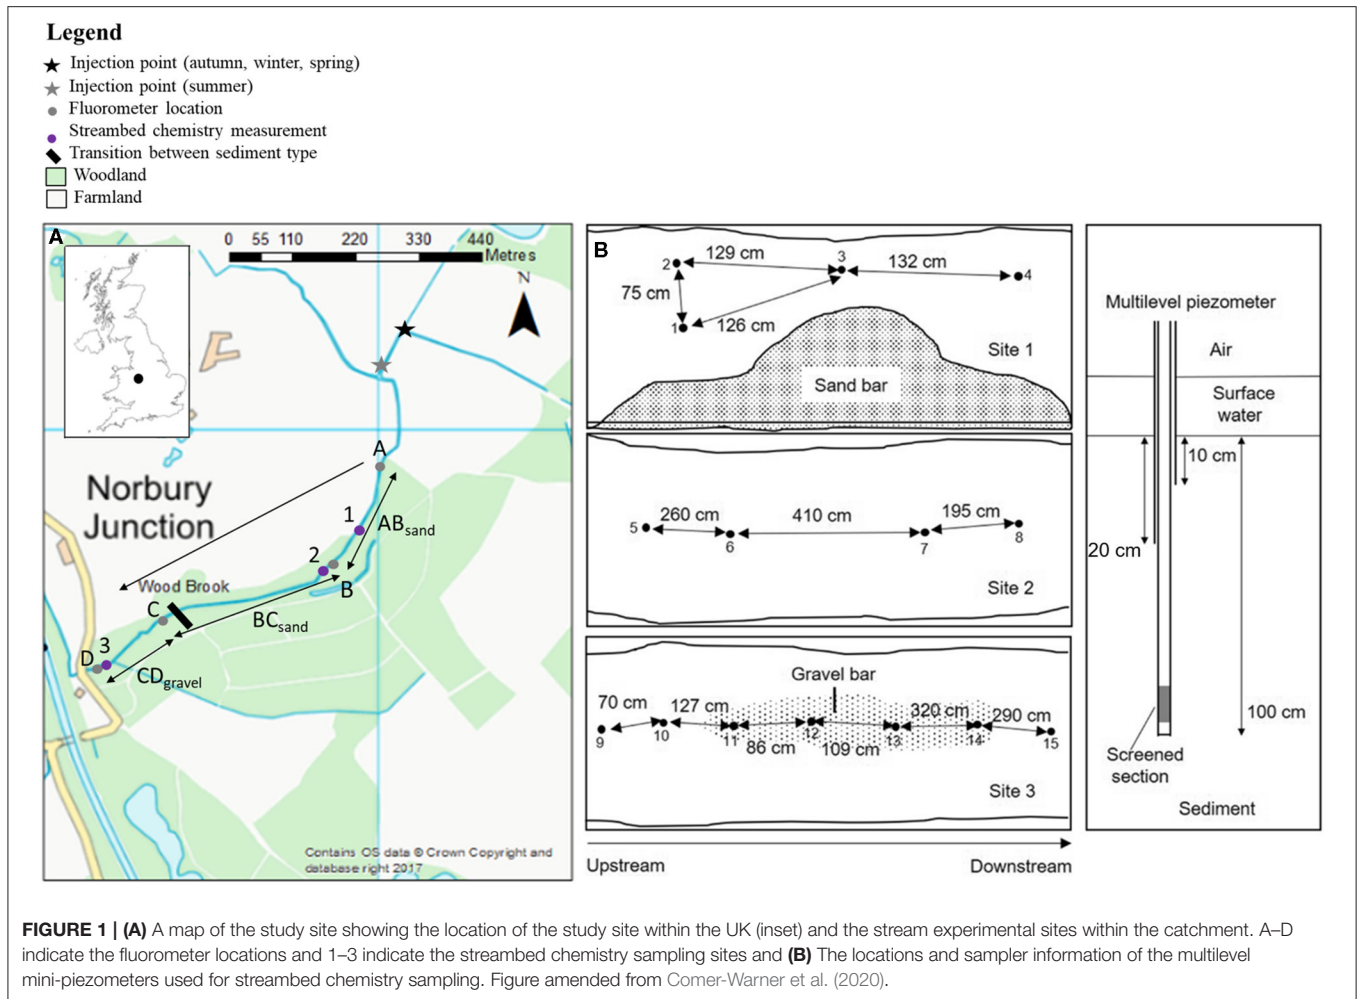 Legend
Injection point (autumn, winter, spring)
Injection point (summer)
Fluorometer location
Streambed chemistry measurement
Transition between sediment type
Woodland
Farmland
A
0 55 110 220 330 440
Metres
N
A
Norbury
Junction
1
ABsand
2
B
Wood Brook
C
BCsand
3
D
CDgravel
Contains OS data © Crown Copyright and
database right 2017
B
129 cm
2
3
132 cm
4
75 cm
1
126 cm
Site 1
Sand bar
5
260 cm
6
410 cm
7
195 cm
8
Site 2
Gravel bar
70 cm
127 cm
320 cm
290 cm
9
10
11
12
13
14
15
86 cm
109 cm
Site 3
Upstream
Downstream
Multilevel piezometer
Air
Surface
water
10 cm
20 cm
100 cm
Screened
section
Sediment
FIGURE 1 | (A) A map of the study site showing the location of the study site within the UK (inset) and the stream experimental sites within the catchment. A–D
indicate the fluorometer locations and 1–3 indicate the streambed chemistry sampling sites and (B) The locations and sampler information of the multilevel
mini-piezometers used for streambed chemistry sampling. Figure amended from Comer-Warner et al. (2020).